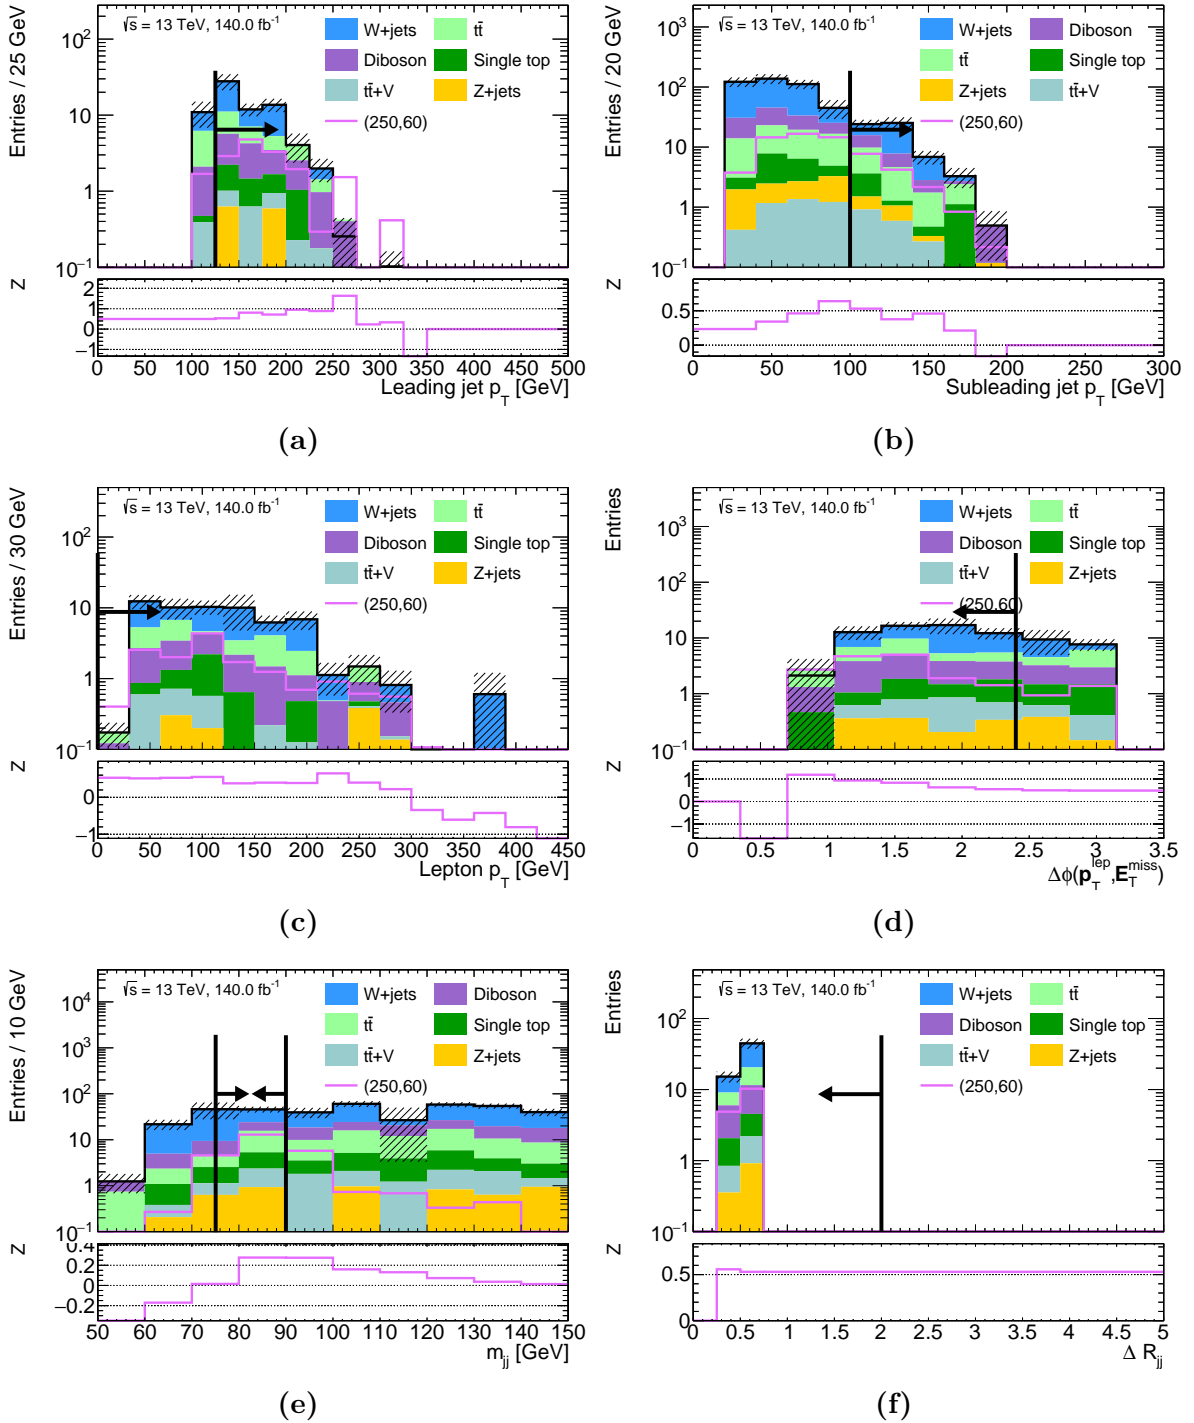 √s = 13 TeV, 140.0 fb⁻¹
W+jets
tt̄
Diboson
Single top
tt̄+V
Z+jets
(250,60)
Entries / 25 GeV
10²
10
1
10⁻¹
Z
2
1
0
−1
0 50 100 150 200 250 300 350 400 450 500
Leading jet p_T [GeV]
(a)
√s = 13 TeV, 140.0 fb⁻¹
W+jets
Diboson
tt̄
Single top
Z+jets
tt̄+V
(250,60)
Entries / 20 GeV
10³
10²
10
1
10⁻¹
Z
0.5
0
0 50 100 150 200 250 300
Subleading jet p_T [GeV]
(b)
√s = 13 TeV, 140.0 fb⁻¹
W+jets
tt̄
Diboson
Single top
tt̄+V
Z+jets
(250,60)
Entries / 30 GeV
10²
10
1
10⁻¹
Z
0
−1
0 50 100 150 200 250 300 350 400 450
Lepton p_T [GeV]
(c)
√s = 13 TeV, 140.0 fb⁻¹
W+jets
tt̄
Diboson
Single top
tt̄+V
Z+jets
(250,60)
Entries
10³
10²
10
1
10⁻¹
Z
1
0
−1
0 0.5 1 1.5 2 2.5 3 3.5
Δϕ(p_T^lep,E_T^miss)
(d)
√s = 13 TeV, 140.0 fb⁻¹
W+jets
Diboson
tt̄
Single top
tt̄+V
Z+jets
(250,60)
Entries / 10 GeV
10⁴
10³
10²
10
1
10⁻¹
Z
0.4
0.2
0
−0.2
50 60 70 80 90 100 110 120 130 140 150
m_jj [GeV]
(e)
√s = 13 TeV, 140.0 fb⁻¹
W+jets
tt̄
Diboson
Single top
tt̄+V
Z+jets
(250,60)
Entries
10²
10
1
10⁻¹
Z
0.5
0
0 0.5 1 1.5 2 2.5 3 3.5 4 4.5 5
Δ R_jj
(f)